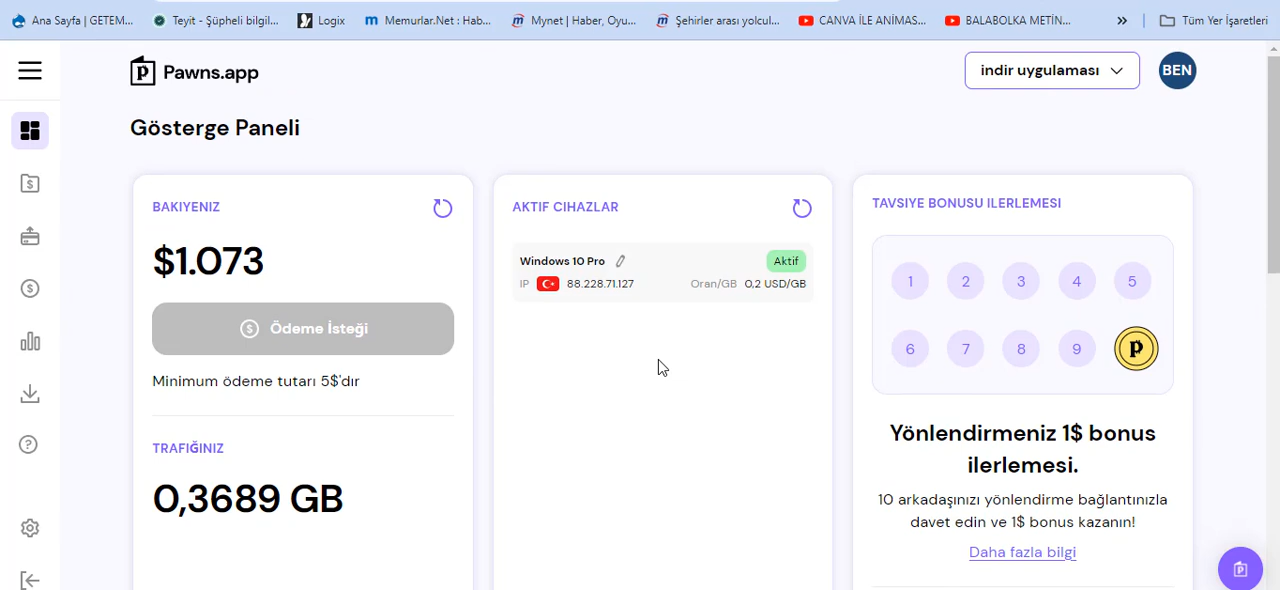 Ana Sayfa | GETEM...
Teyit - Şüpheli bilgil...
Logix
Memurlar.Net : Hab...
Mynet | Haber, Oyu...
Şehirler arası yolcul...
CANVA İLE ANİMAS...
BALABOLKA METİN...
Tüm Yer İşaretleri
Pawns.app
indir uygulaması
BEN
Gösterge Paneli
BAKIYENIZ
$1.073
Ödeme İsteği
Minimum ödeme tutarı 5$'dır
TRAFIĞINIZ
0,3689 GB
AKTIF CIHAZLAR
Windows 10 Pro
Aktif
IP 88.228.71.127 Oran/GB 0,2 USD/GB
TAVSIYE BONUSU ILERLEMESI
1 2 3 4 5
6 7 8 9
Yönlendirmeniz 1$ bonus
ilerlemesi.
10 arkadaşınızı yönlendirme bağlantınızla
davet edin ve 1$ bonus kazanın!
Daha fazla bilgi